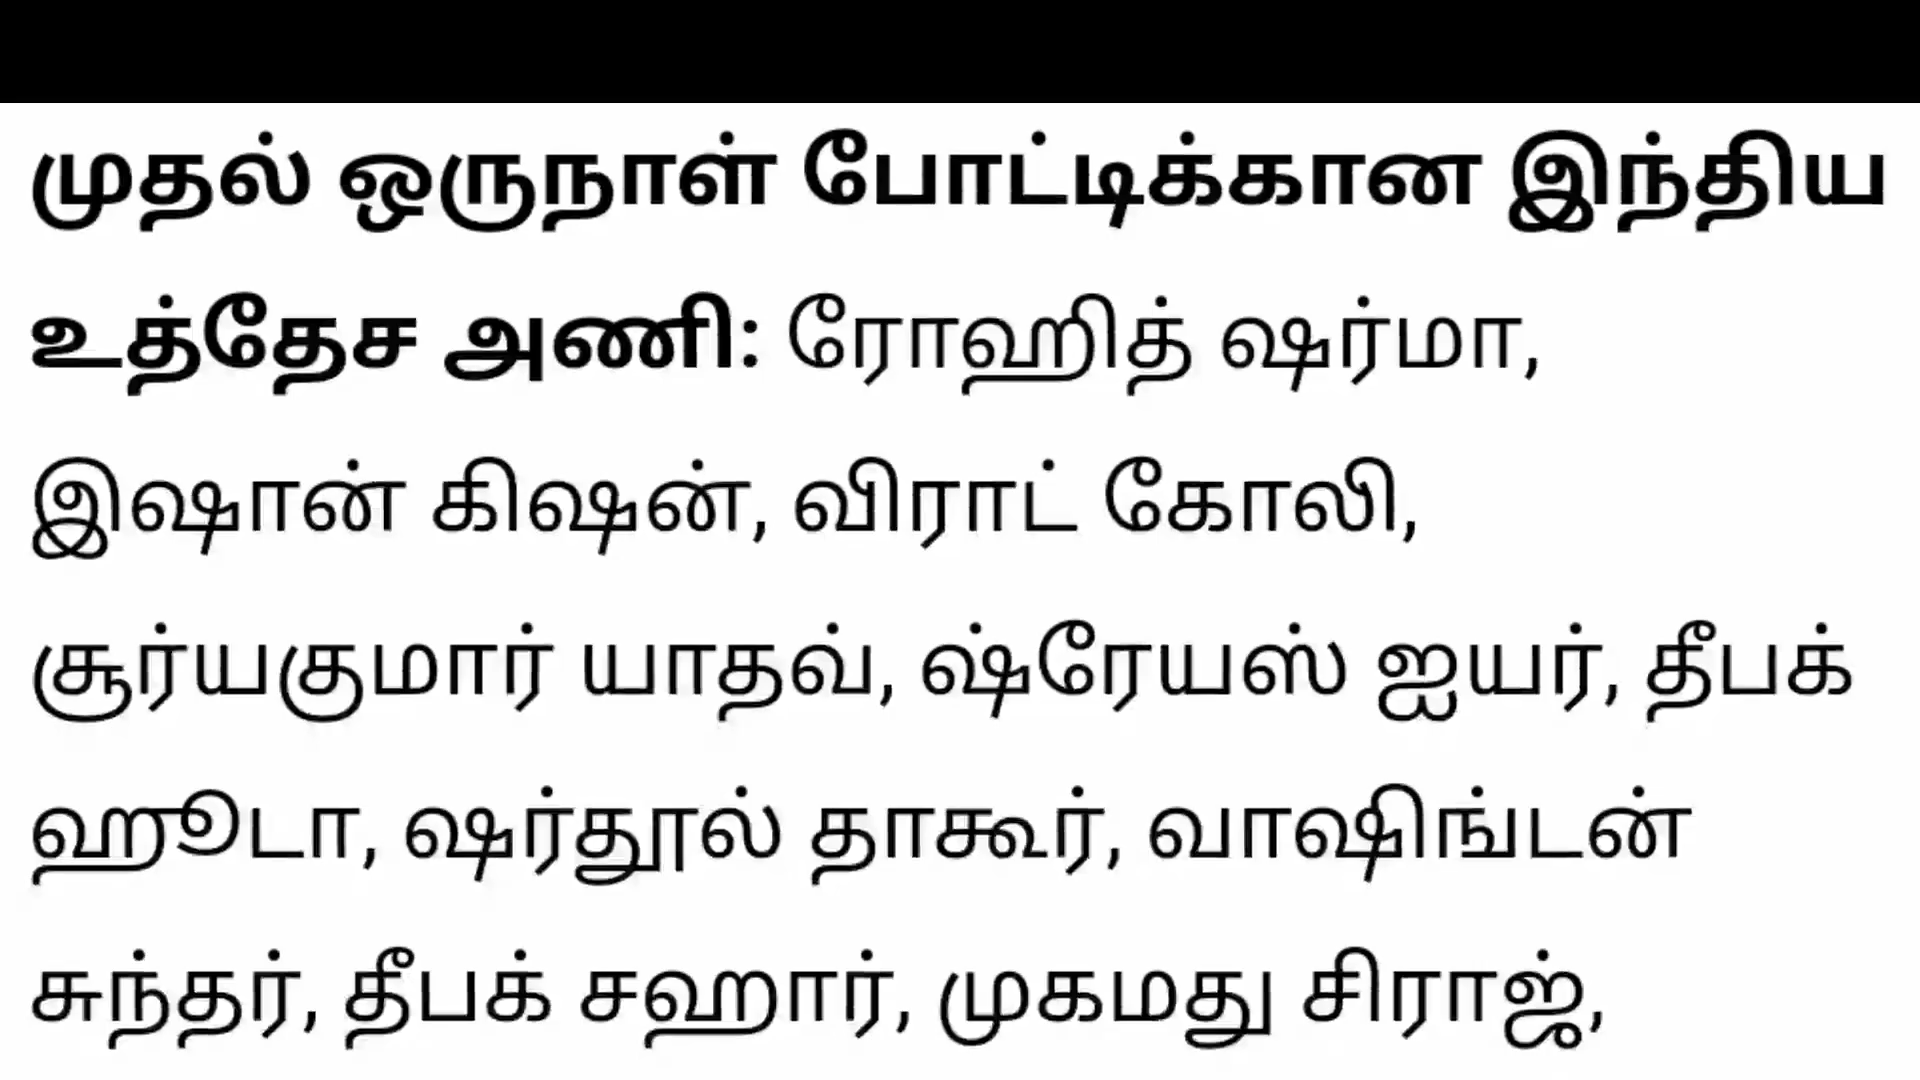 முதல் ஒருநாள் போட்டிக்கான இந்திய
உத்தேச அணி: ரோஹித் ஷர்மா,
இஷான் கிஷன், விராட் கோலி,
சூர்யகுமார் யாதவ், ஷ்ரேயஸ் ஐயர், தீபக்
ஹூடா, ஷர்தூல் தாகூர், வாஷிங்டன்
சுந்தர், தீபக் சஹார், முகமது சிராஜ்,